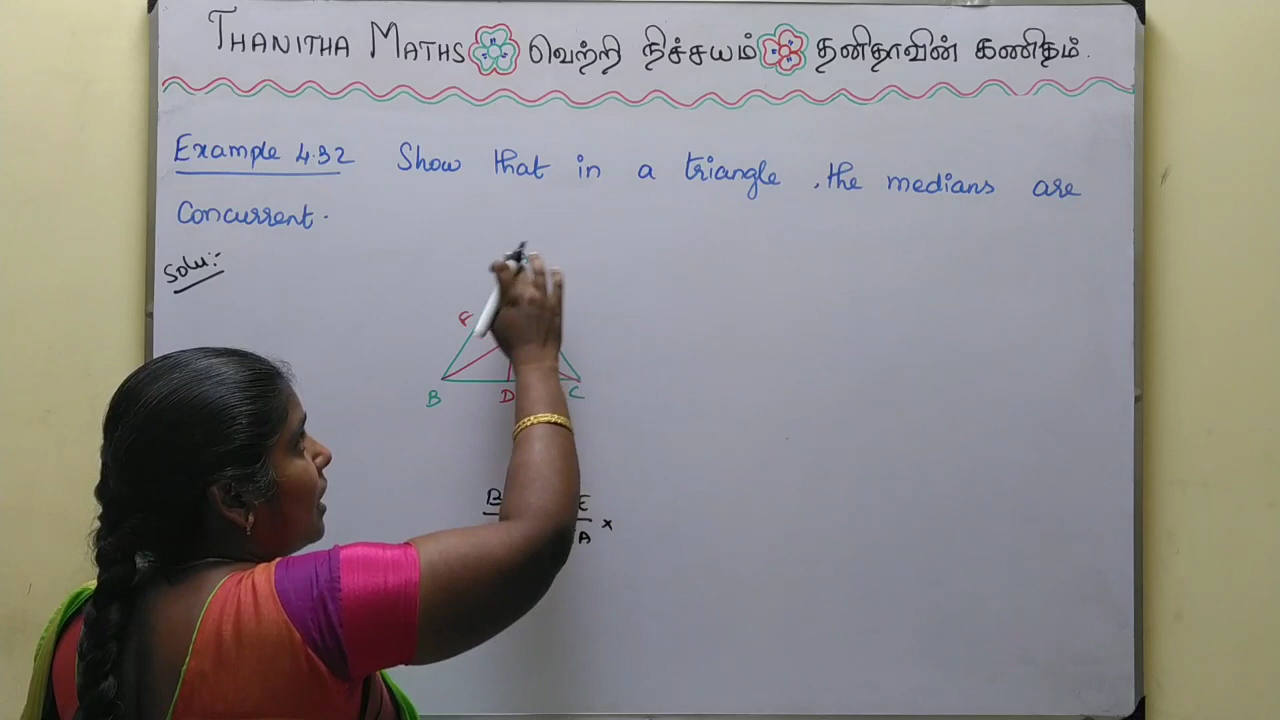 THANITHA MATHS வெற்றி நிச்சயம் தனிதாவின் கணிதம்.
Example 4.32 Show that in a triangle, the medians are
Concurrent.
Solu:-
F
B D C
B E
A ×